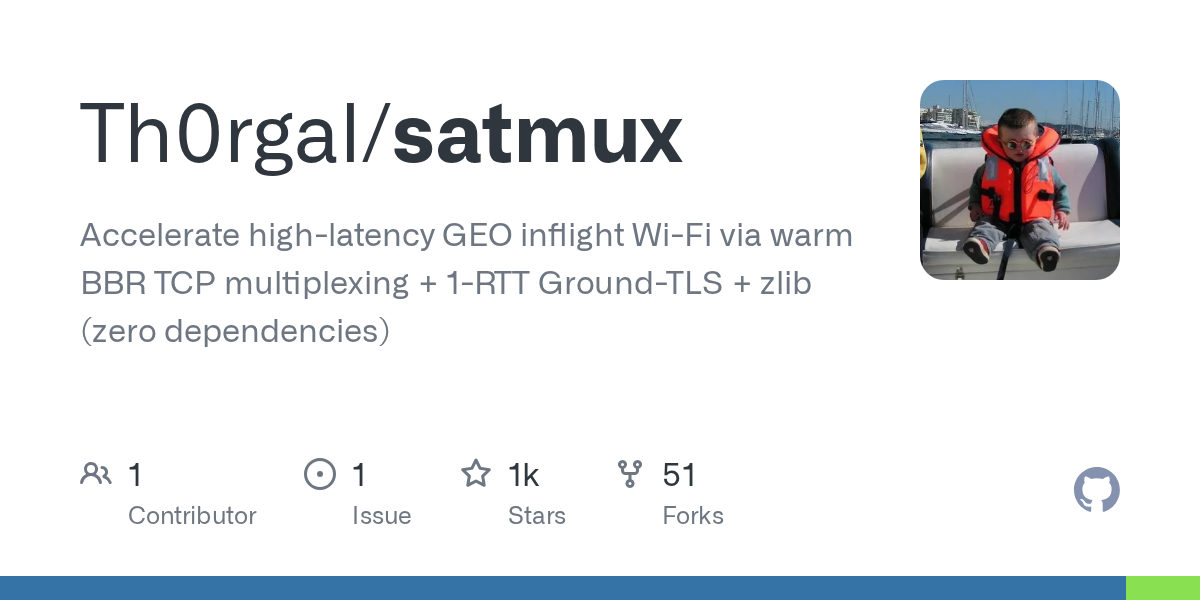 Th0rgal/satmux
Accelerate high-latency GEO inflight Wi-Fi via warm
BBR TCP multiplexing + 1-RTT Ground-TLS + zlib
(zero dependencies)
1
Contributor
1
Issue
1k
Stars
51
Forks